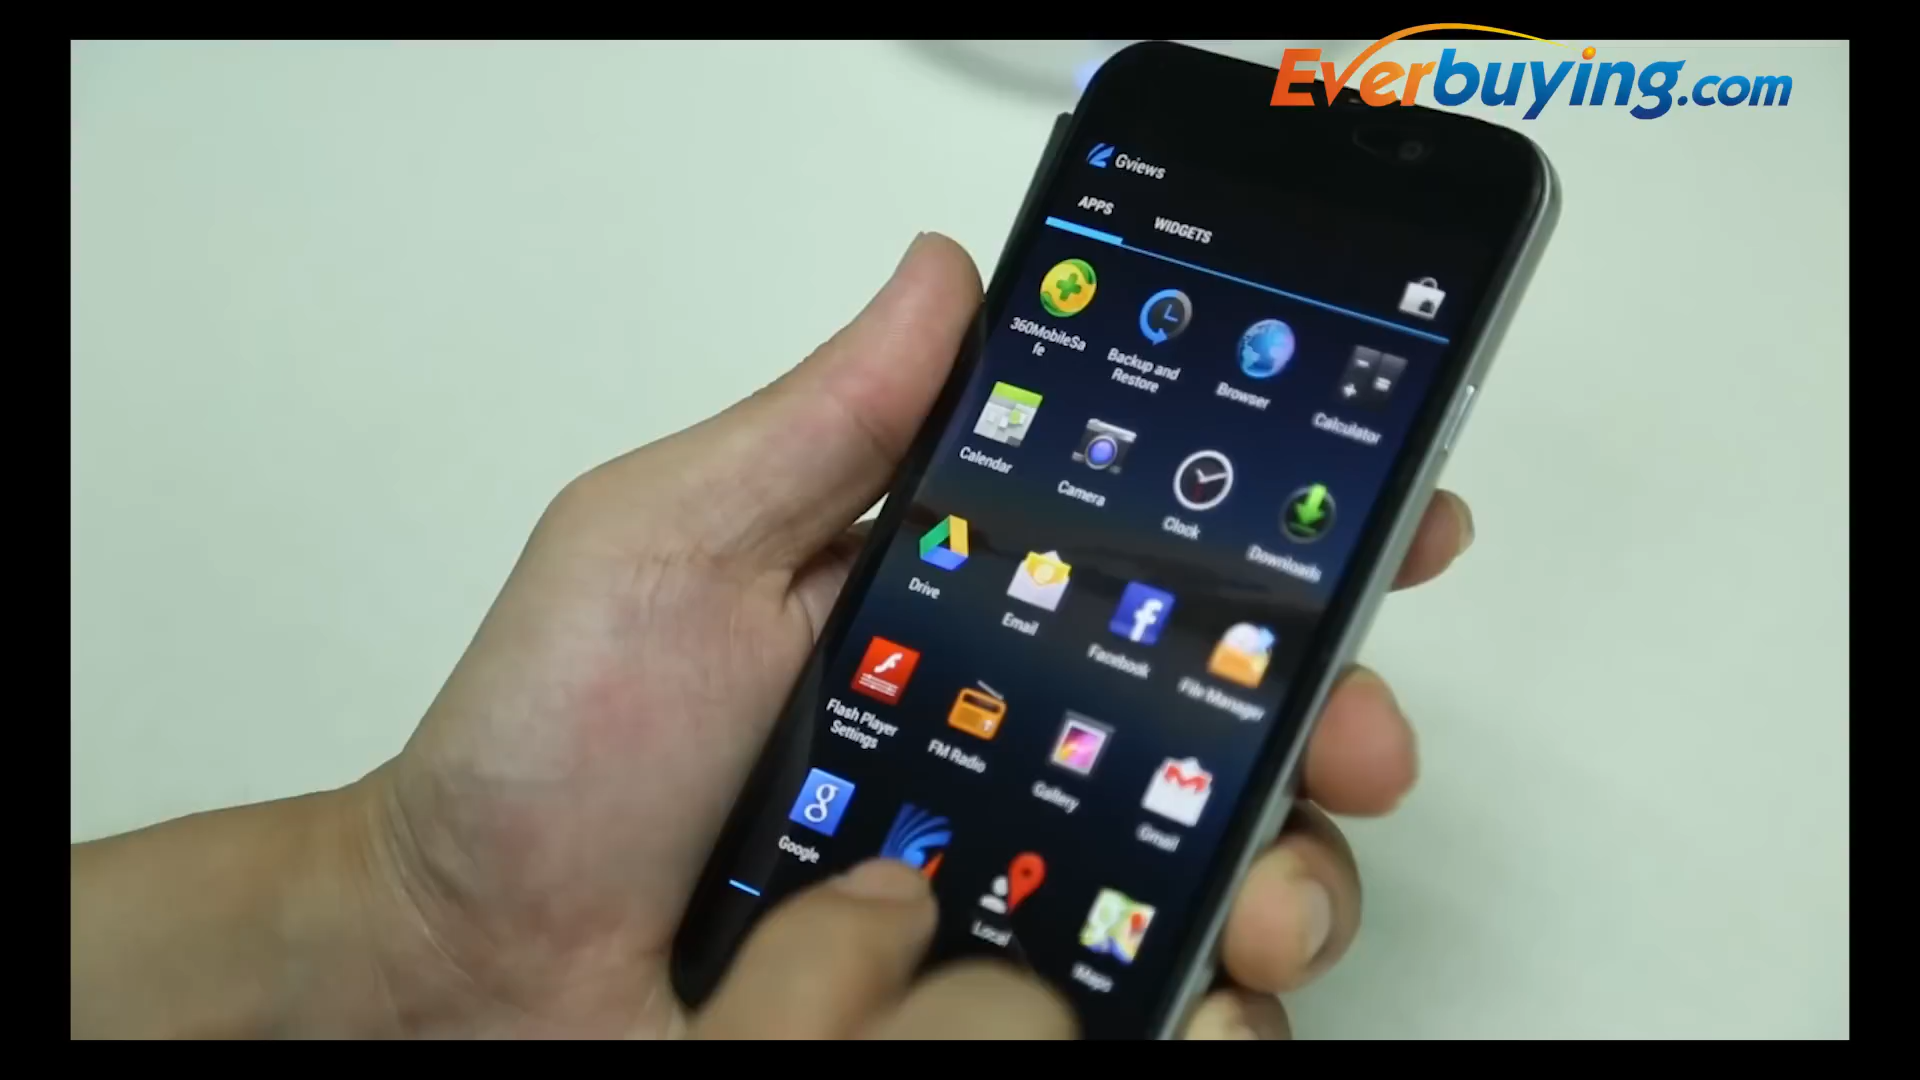 Everbuying.com
Gviews
APPS WIDGETS
360MobileSa
fe
Backup and
Restore
Browser
Calculator
Calendar
Camera
Clock
Downloads
Drive
Email
Facebook
File Manager
Flash Player
Settings
FM Radio
Gallery
Gmail
Google
Local
Maps